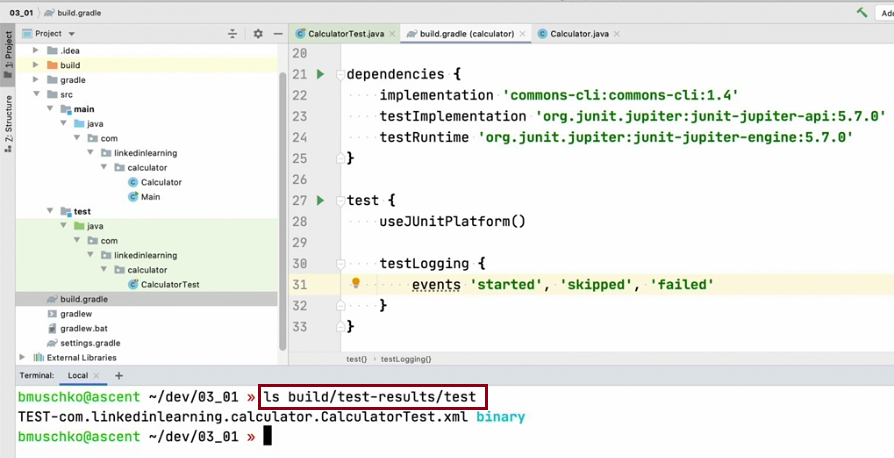 03_01 build.gradle
Add
Project
CalculatorTest.java
build.gradle (calculator)
Calculator.java
1: Project
Z: Structure
.idea
build
gradle
src
main
java
com
linkedinlearning
calculator
Calculator
Main
test
java
com
linkedinlearning
calculator
CalculatorTest
build.gradle
gradlew
gradlew.bat
settings.gradle
External Libraries
20
21 dependencies {
22 implementation 'commons-cli:commons-cli:1.4'
23 testImplementation 'org.junit.jupiter:junit-jupiter-api:5.7.0'
24 testRuntime 'org.junit.jupiter:junit-jupiter-engine:5.7.0'
25 }
26
27 test {
28 useJUnitPlatform()
29
30 testLogging {
31 events 'started', 'skipped', 'failed'
32 }
33 }
test{} › testLogging{}
Terminal: Local × +
bmuschko@ascent ~/dev/03_01 » ls build/test-results/test
TEST-com.linkedinlearning.calculator.CalculatorTest.xml binary
bmuschko@ascent ~/dev/03_01 »